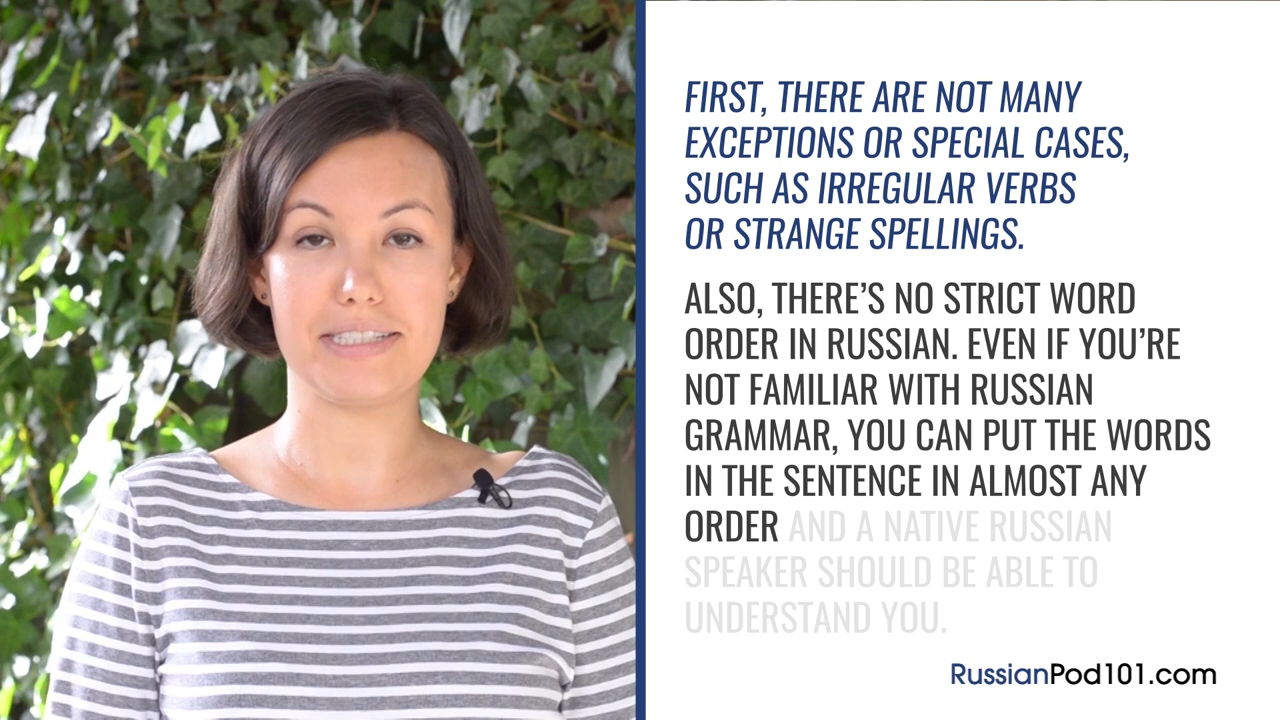 FIRST, THERE ARE NOT MANY
EXCEPTIONS OR SPECIAL CASES,
SUCH AS IRREGULAR VERBS
OR STRANGE SPELLINGS.
ALSO, THERE'S NO STRICT WORD
ORDER IN RUSSIAN. EVEN IF YOU'RE
NOT FAMILIAR WITH RUSSIAN
GRAMMAR, YOU CAN PUT THE WORDS
IN THE SENTENCE IN ALMOST ANY
ORDER AND A NATIVE RUSSIAN
SPEAKER SHOULD BE ABLE TO
UNDERSTAND YOU.
RussianPod101.com